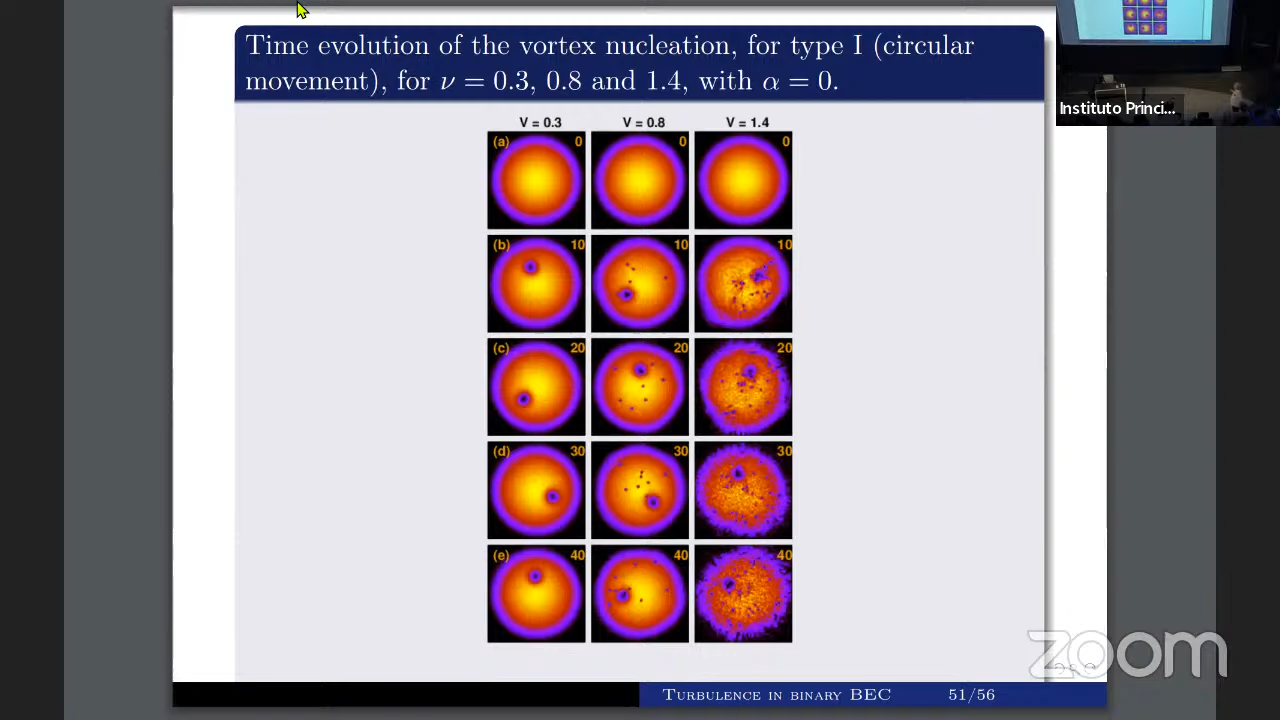 Time evolution of the vortex nucleation, for type I (circular
movement), for ν = 0.3, 0.8 and 1.4, with α = 0.
V = 0.3 V = 0.8 V = 1.4
(a) 0 0 0
(b) 10 10 10
(c) 20 20 20
(d) 30 30 30
(e) 40 40 40
Instituto Princi...
zoom
TURBULENCE IN BINARY BEC 51/56